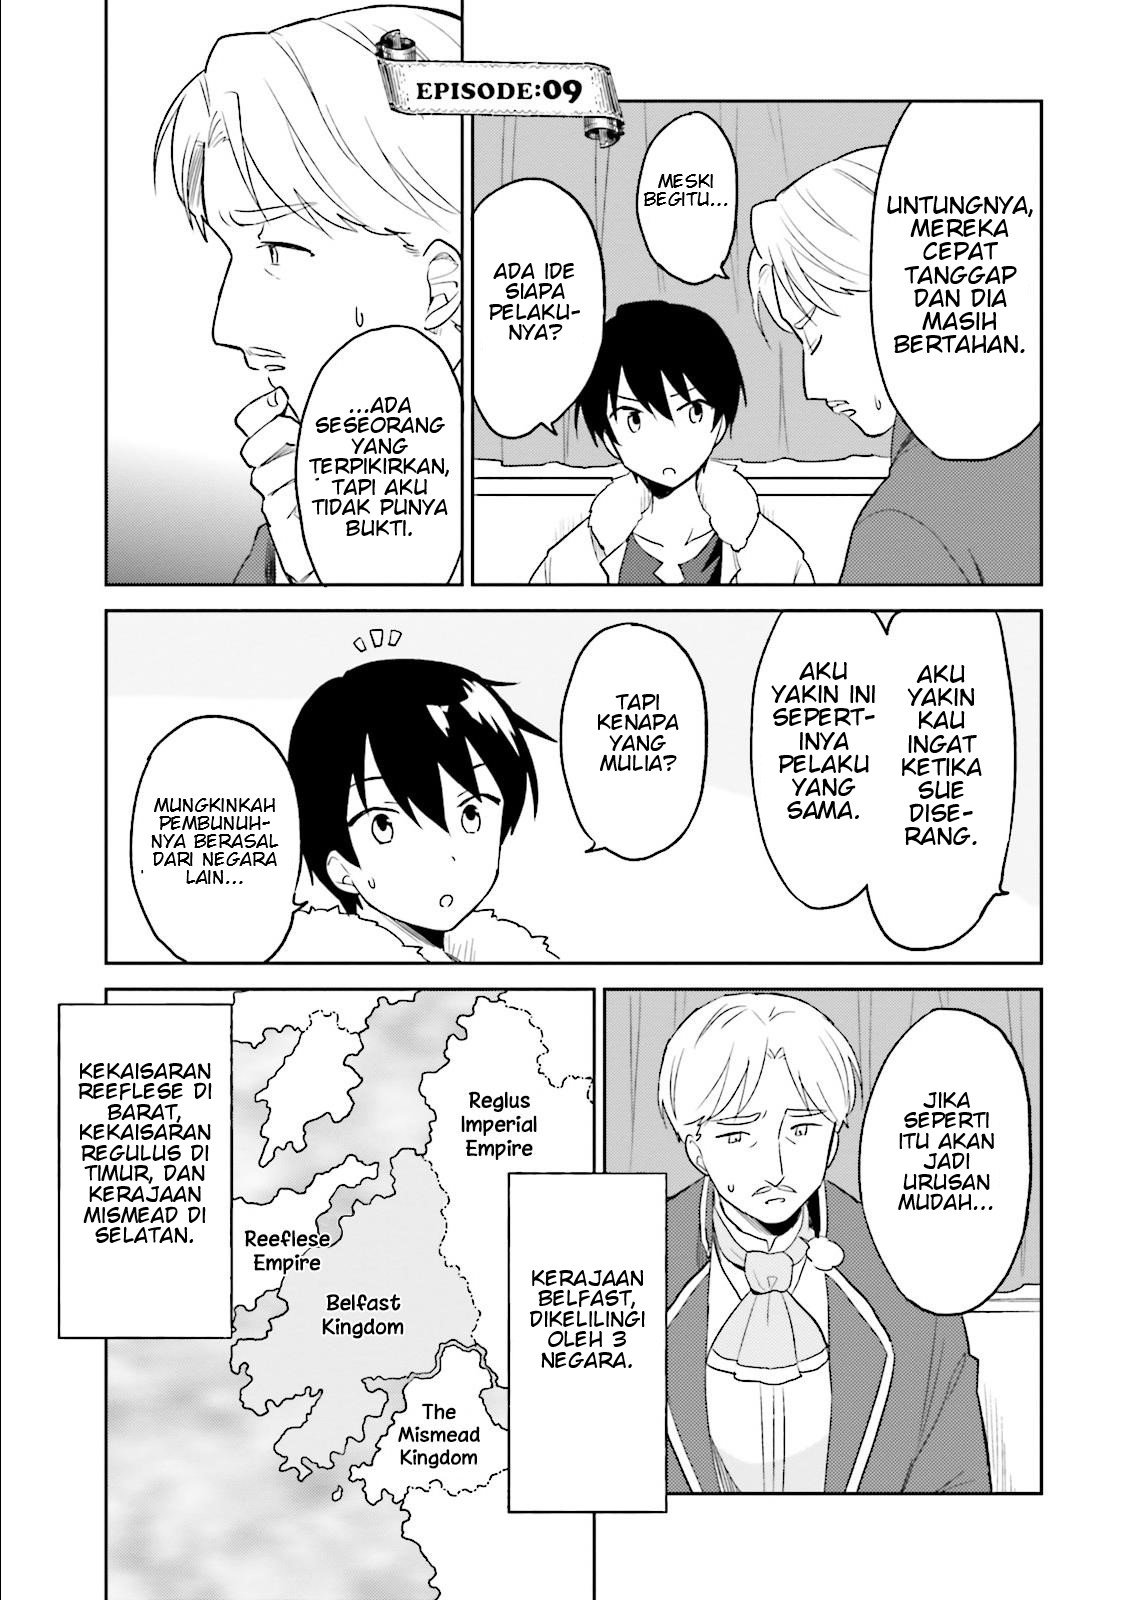 EPISODE:09
UNTUNGNYA,
MEREKA
CEPAT
TANGGAP
DAN DIA
MASIH
BERTAHAN.
MESKI
BEGITU...
ADA IDE
SIAPA
PELAKU-
NYA?
...ADA
SESEORANG
YANG
TERPIKIRKAN,
TAPI AKU
TIDAK PUNYA
BUKTI.
AKU
YAKIN
KAU
INGAT
KETIKA
SUE
DISE-
RANG.
AKU
YAKIN INI
SEPERT-
INYA
PELAKU
YANG
SAMA.
TAPI
KENAPA
YANG
MULIA?
MUNGKINKAH
PEMBUNUH-
NYA BERASAL
DARI NEGARA
LAIN...
JIKA
SEPERTI
ITU AKAN
JADI
URUSAN
MUDAH...
KERAJAAN
BELFAST,
DIKELILINGI
OLEH 3
NEGARA.
Reglus
Imperial
Empire
Reeflese
Empire
Belfast
Kingdom
The
Mismead
Kingdom
KEKAISARAN
REEFLESE DI
BARAT,
KEKAISARAN
REGULUS DI
TIMUR, DAN
KERAJAAN
MISMEAD DI
SELATAN.